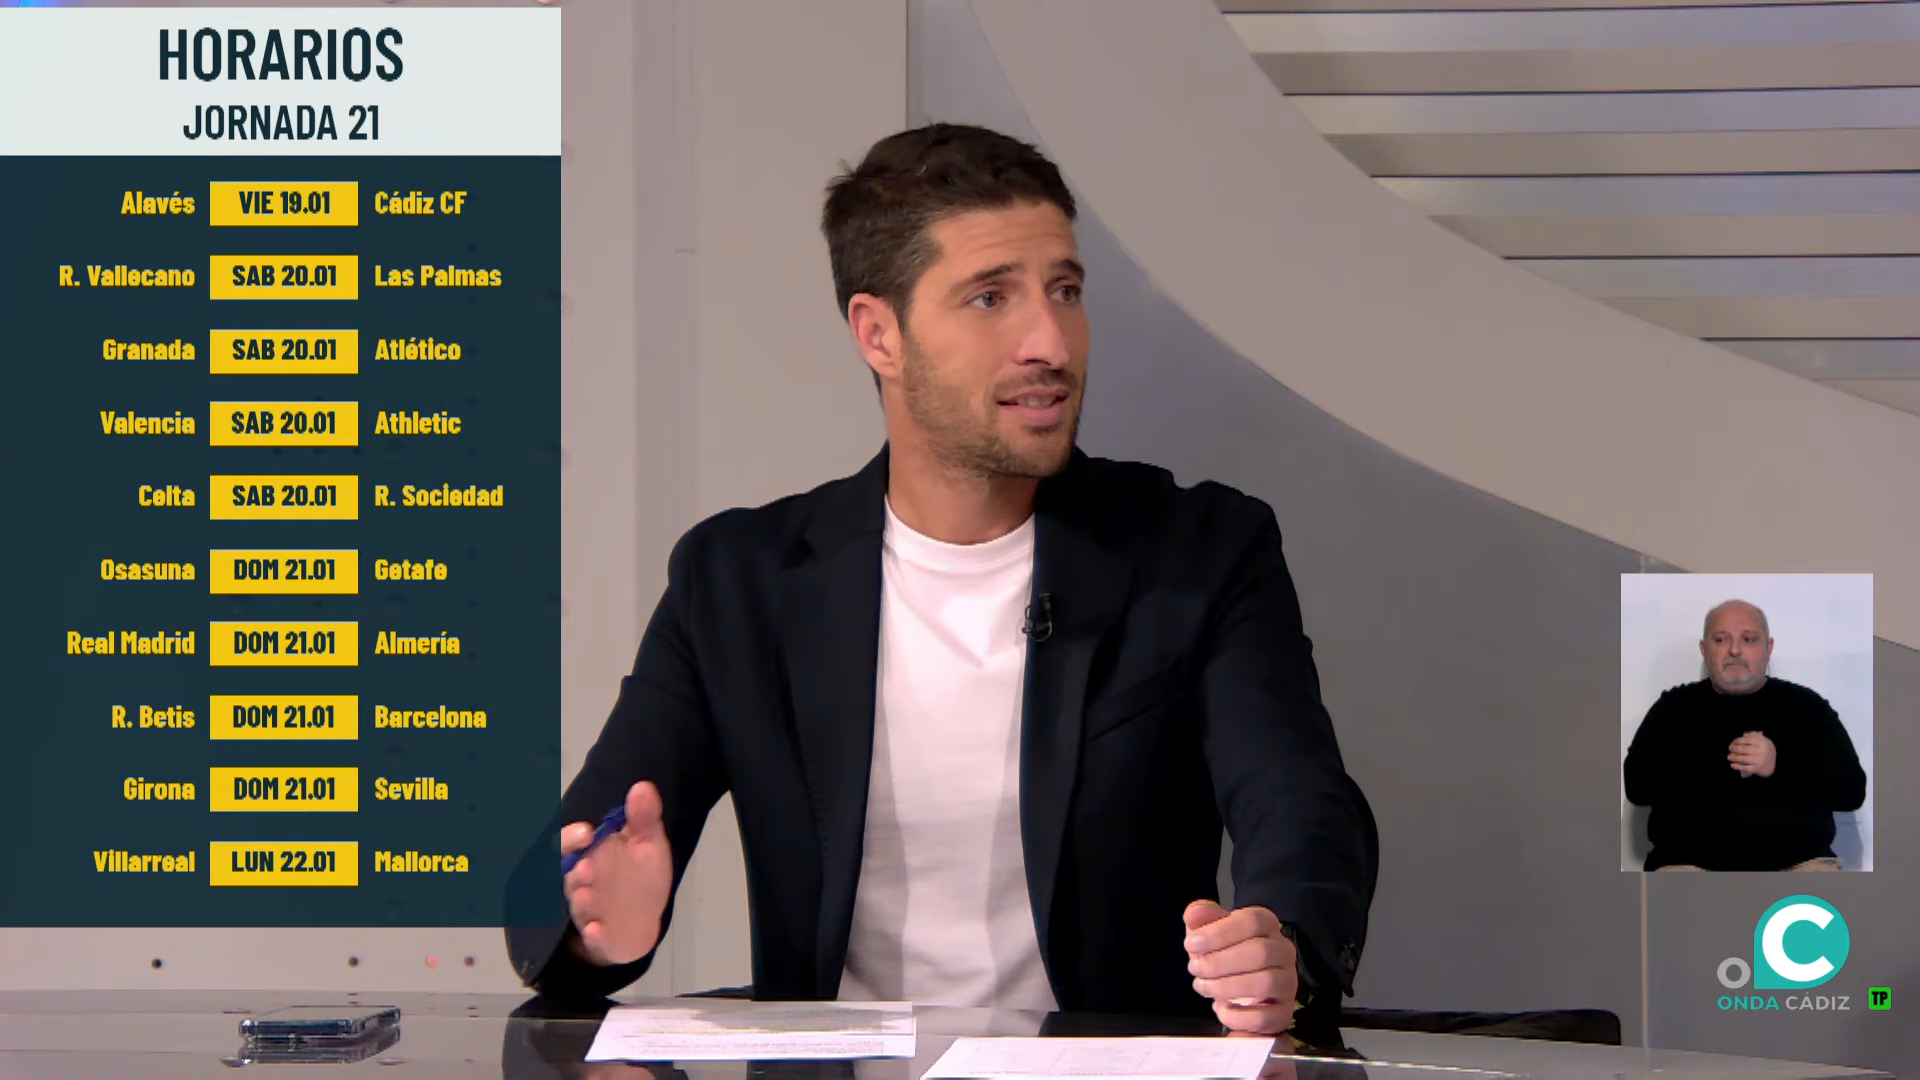 HORARIOS
JORNADA 21
Alavés VIE 19.01 Cádiz CF
R. Vallecano SAB 20.01 Las Palmas
Granada SAB 20.01 Atlético
Valencia SAB 20.01 Athletic
Celta SAB 20.01 R. Sociedad
Osasuna DOM 21.01 Getafe
Real Madrid DOM 21.01 Almería
R. Betis DOM 21.01 Barcelona
Girona DOM 21.01 Sevilla
Villarreal LUN 22.01 Mallorca
OC
ONDA CÁDIZ TP